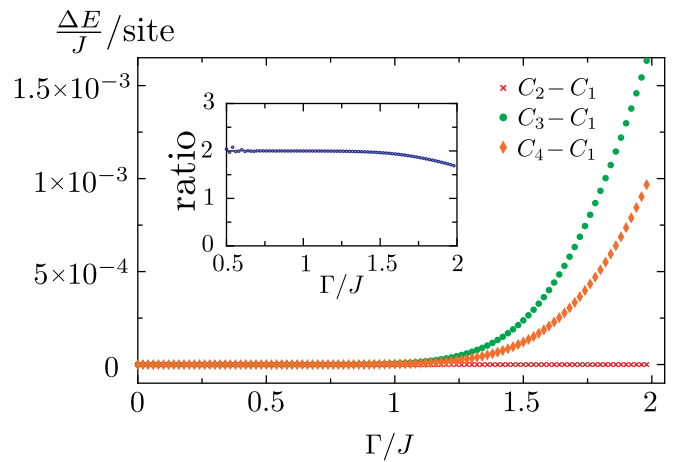 ΔE/J /site
1.5×10⁻³
1×10⁻³
5×10⁻⁴
0
0 0.5 1 1.5 2
Γ/J
× C₂ − C₁
● C₃ − C₁
♦ C₄ − C₁
ratio
3
2
1
0
0.5 1 1.5 2
Γ/J